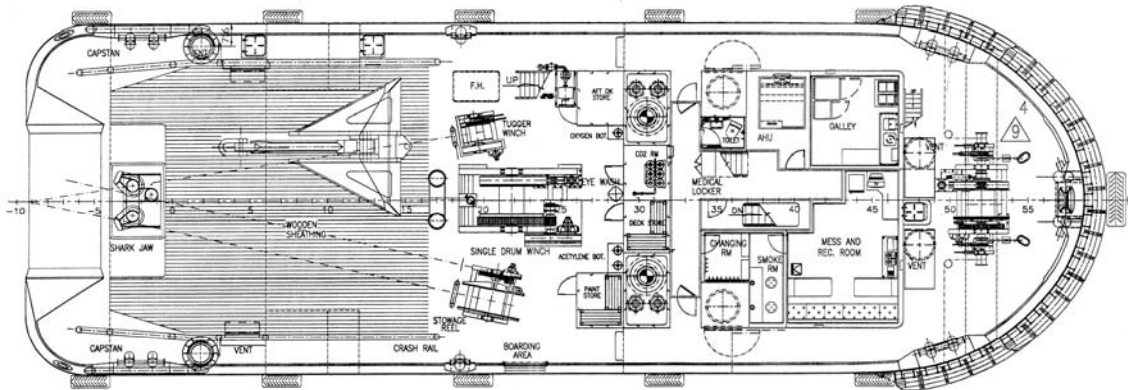 CAPSTAN
VENT
F.H.
UP
AFT DK
STORE
TUGGER
WINCH
OXYGEN BOT.
TOILET
AHU
GALLEY
4
9
VENT
CO2 RM
EYE WASH
MEDICAL
LOCKER
-10
-5
0
5
10
15
20
25
30
35
DN
40
45
50
55
SHARK JAW
WOODEN
SHEATHING
SINGLE DRUM WINCH
DECK STORE
ACETYLENE BOT.
CHANGING
RM
SMOKE
RM
MESS AND
REC. ROOM
VENT
PAINT
STORE
STOWAGE
REEL
CAPSTAN
VENT
CRASH RAIL
BOARDING
AREA